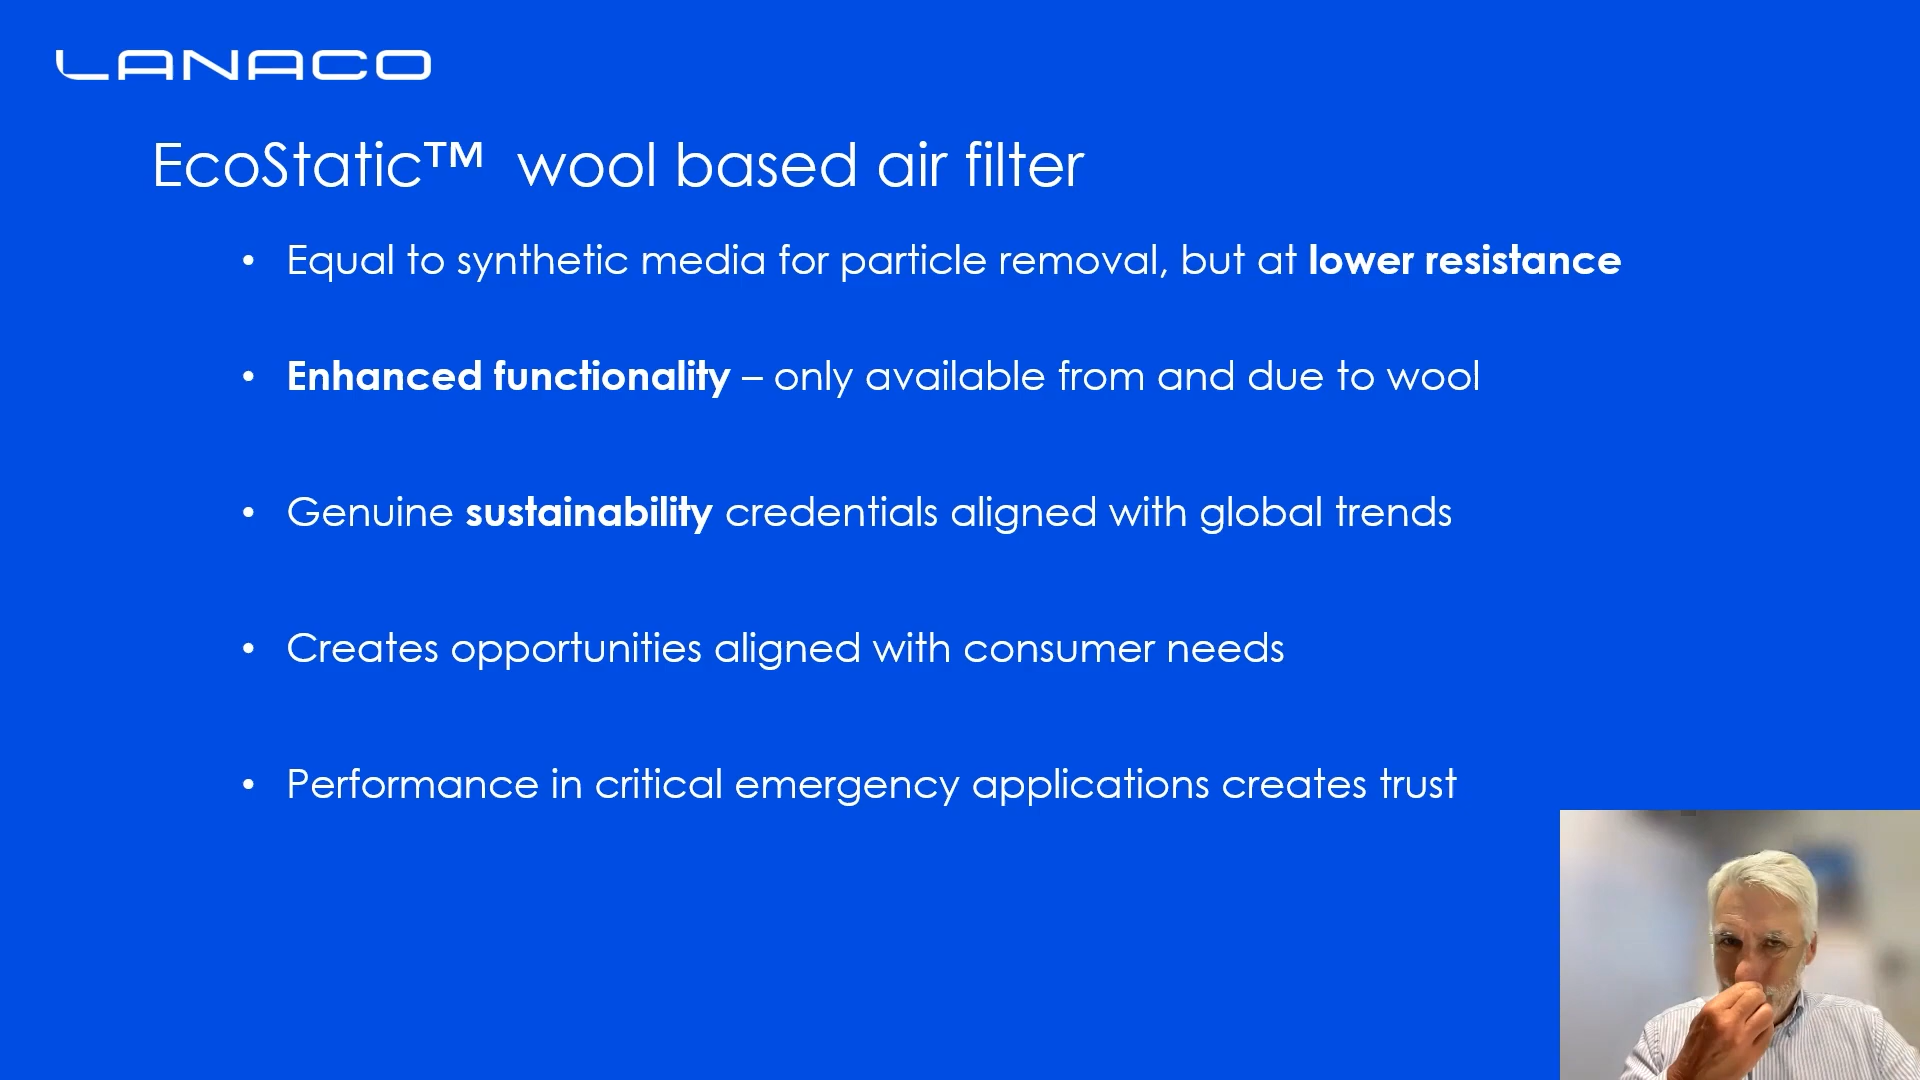 LANACO
EcoStatic™ wool based air filter
• Equal to synthetic media for particle removal, but at lower resistance
• Enhanced functionality – only available from and due to wool
• Genuine sustainability credentials aligned with global trends
• Creates opportunities aligned with consumer needs
• Performance in critical emergency applications creates trust